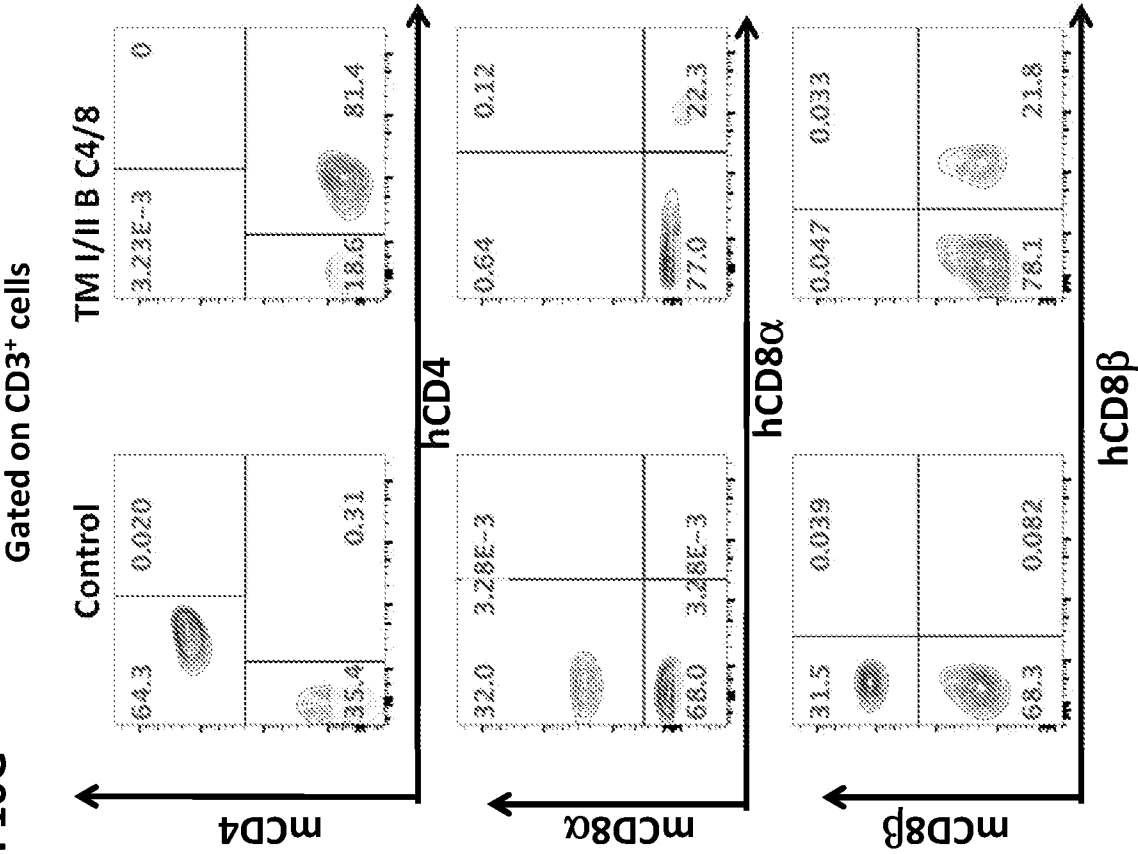 Gated on CD3⁺ cells
Control
TM I/II B C4/8
mCD4
64.3
0.020
35.4
0.31
3.23E-3
0
18.6
81.4
hCD4
mCD8α
32.0
3.28E-3
68.0
3.28E-3
0.64
0.12
77.0
22.3
hCD8α
mCD8β
31.5
0.039
68.3
0.082
0.047
0.033
78.1
21.8
hCD8β